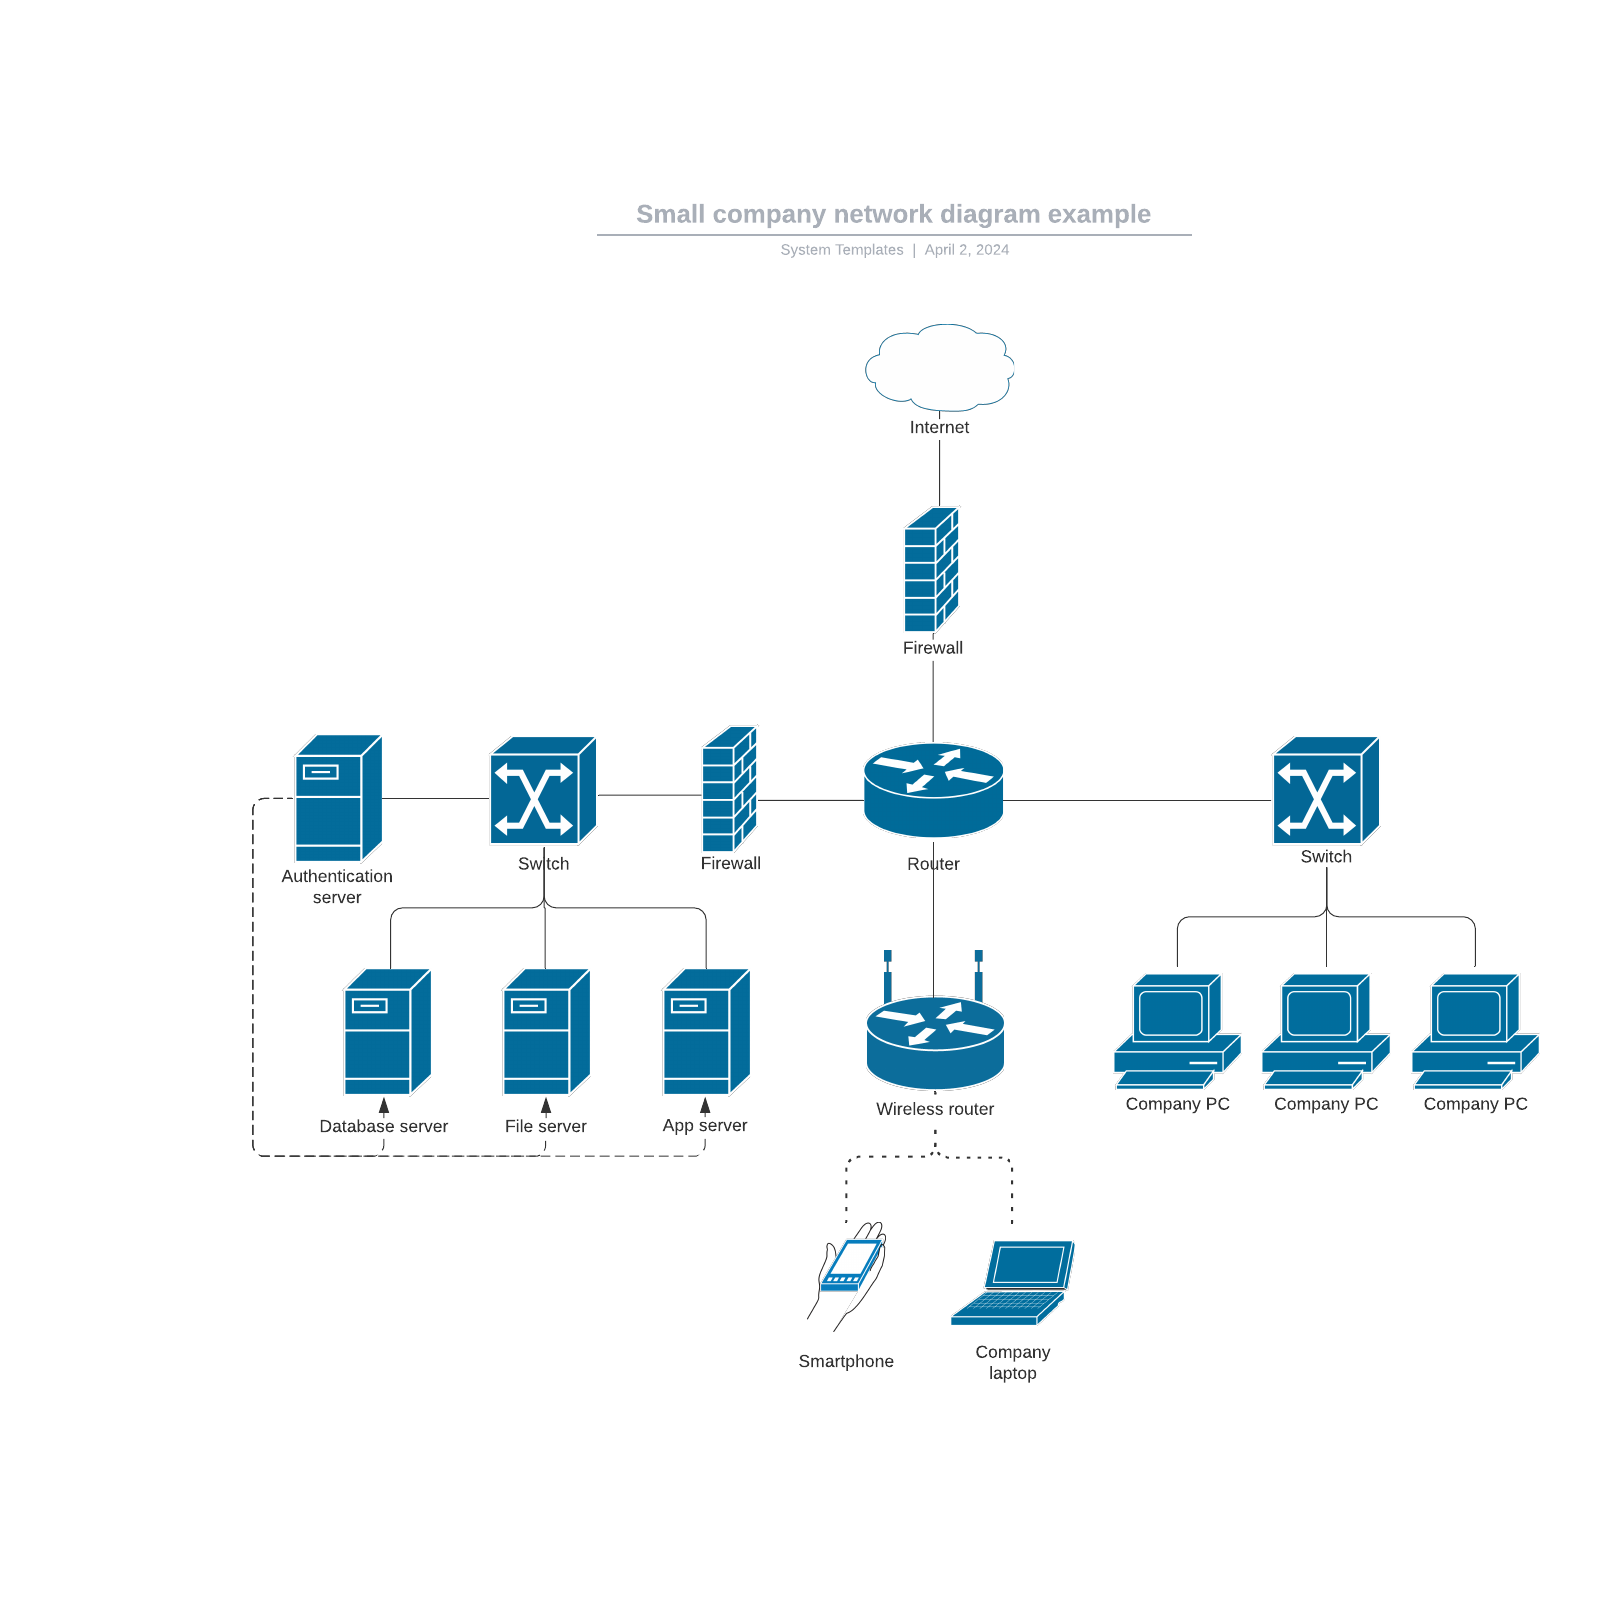 Small company network diagram example
System Templates | April 2, 2024
Internet
Firewall
Authentication
server
Switch
Firewall
Router
Switch
Database server
File server
App server
Wireless router
Company PC
Company PC
Company PC
Smartphone
Company
laptop